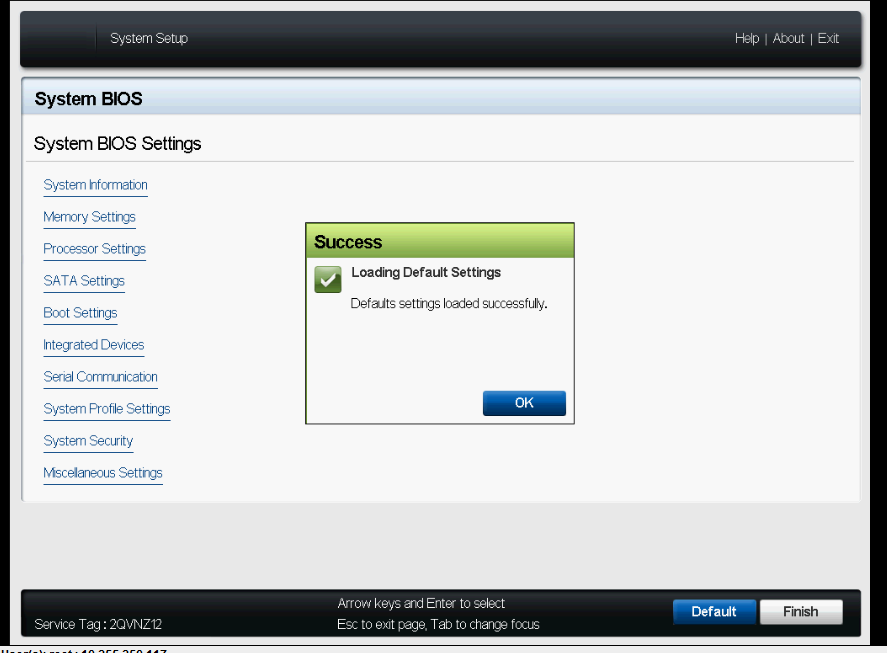 System Setup
Help | About | Exit
System BIOS
System BIOS Settings
System Information
Memory Settings
Processor Settings
SATA Settings
Boot Settings
Integrated Devices
Serial Communication
System Profile Settings
System Security
Miscellaneous Settings
Success
Loading Default Settings
Defaults settings loaded successfully.
OK
Arrow keys and Enter to select
Service Tag : 2QVNZ12
Esc to exit page, Tab to change focus
Default
Finish